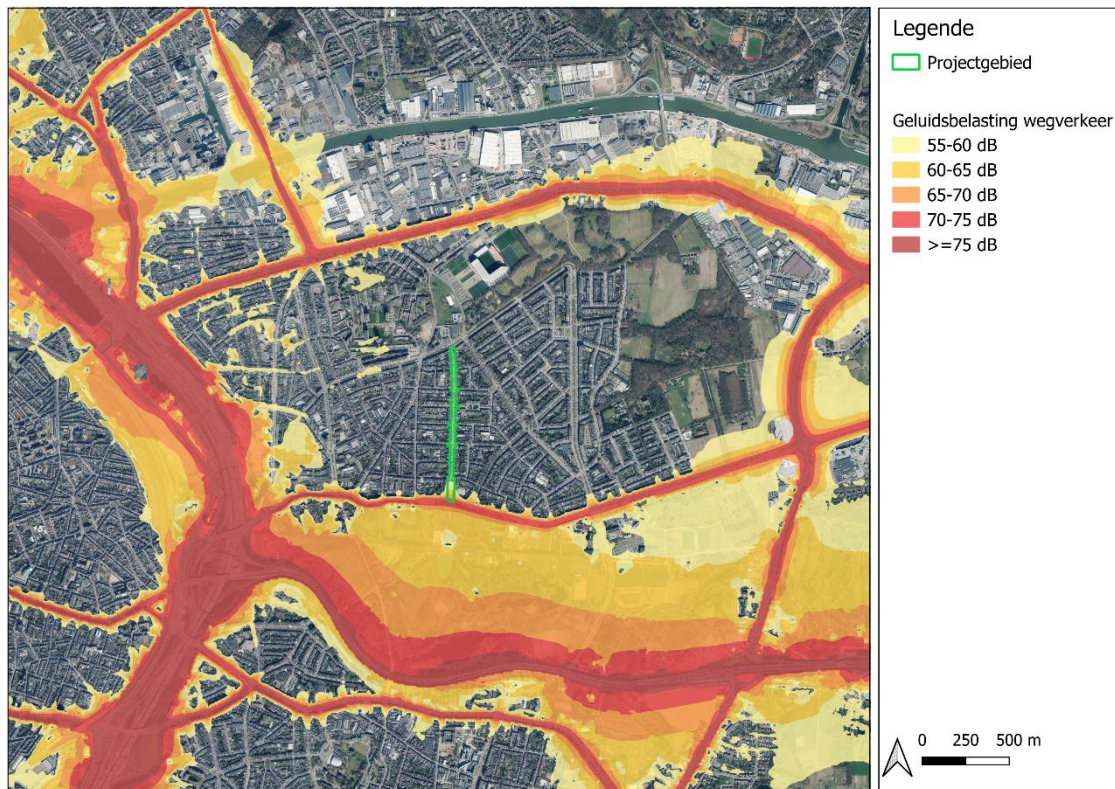 Legende
Projectgebied
Geluidsbelasting wegverkeer
55-60 dB
60-65 dB
65-70 dB
70-75 dB
>=75 dB
0 250 500 m